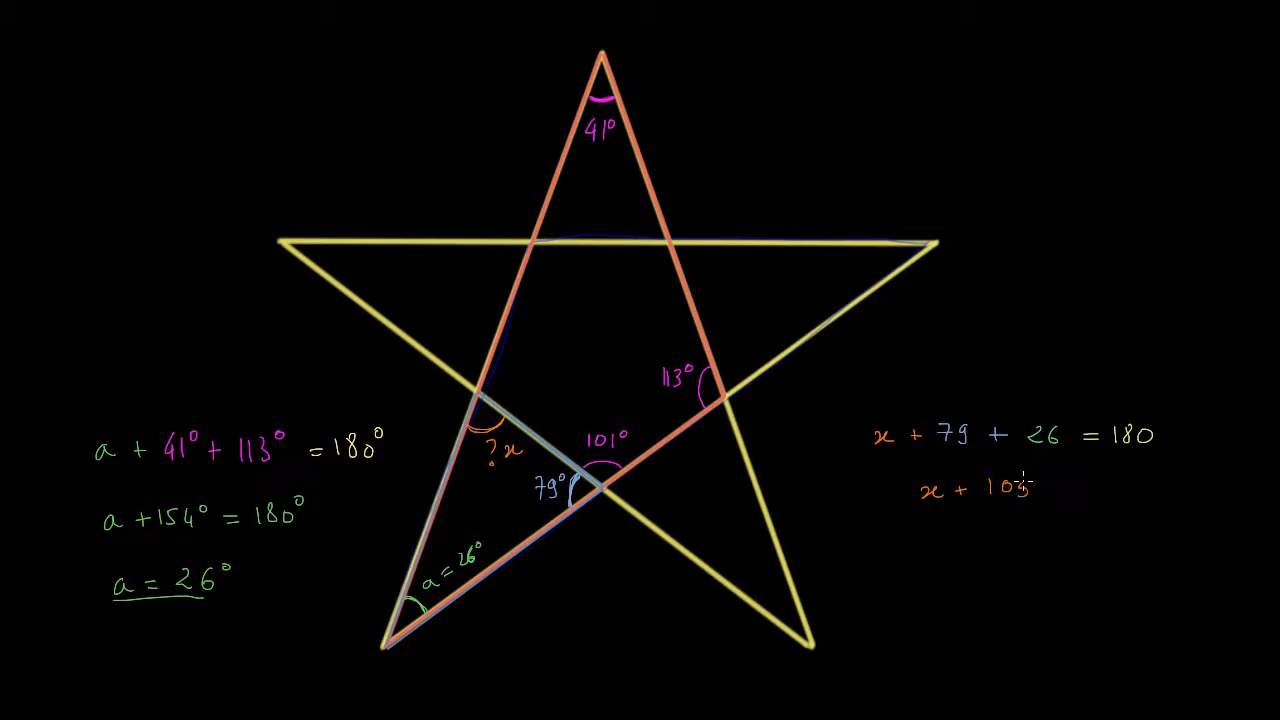 41°
113°
a + 41° + 113° = 180°
x + 79 + 26 = 180
101°
? x
79°
x + 105
a + 154° = 180°
a = 26°
a = 26°